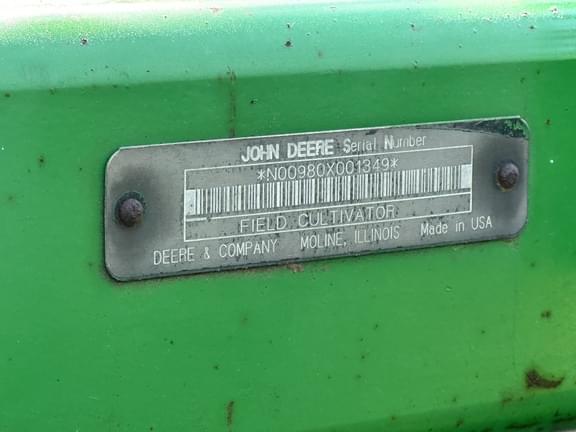 JOHN DEERE Serial Number
*N00980X001349*
FIELD CULTIVATOR
DEERE & COMPANY MOLINE, ILLINOIS Made in USA